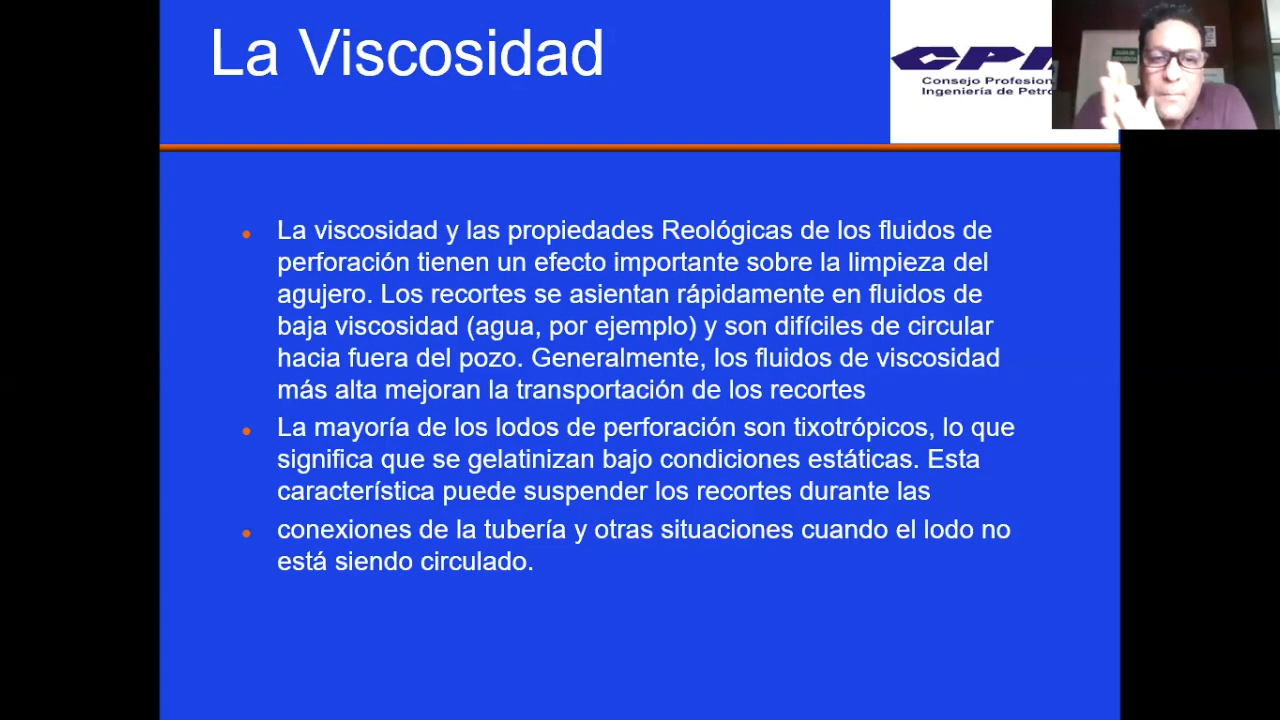 La Viscosidad
Consejo
Ingeniería de
La viscosidad y las propiedades Reológicas de los fluidos de
perforación tienen un efecto importante sobre la limpieza del
agujero. Los recortes se asientan rápidamente en fluidos de
baja viscosidad (agua, por ejemplo) y son difíciles de circular
hacia fuera del pozo. Generalmente, los fluidos de viscosidad
más alta mejoran la transportación de los recortes
La mayoría de los lodos de perforación son tixotrópicos, lo que
significa que se gelatinizan bajo condiciones estáticas. Esta
característica puede suspender los recortes durante las
conexiones de la tubería y otras situaciones cuando el lodo no
está siendo circulado.